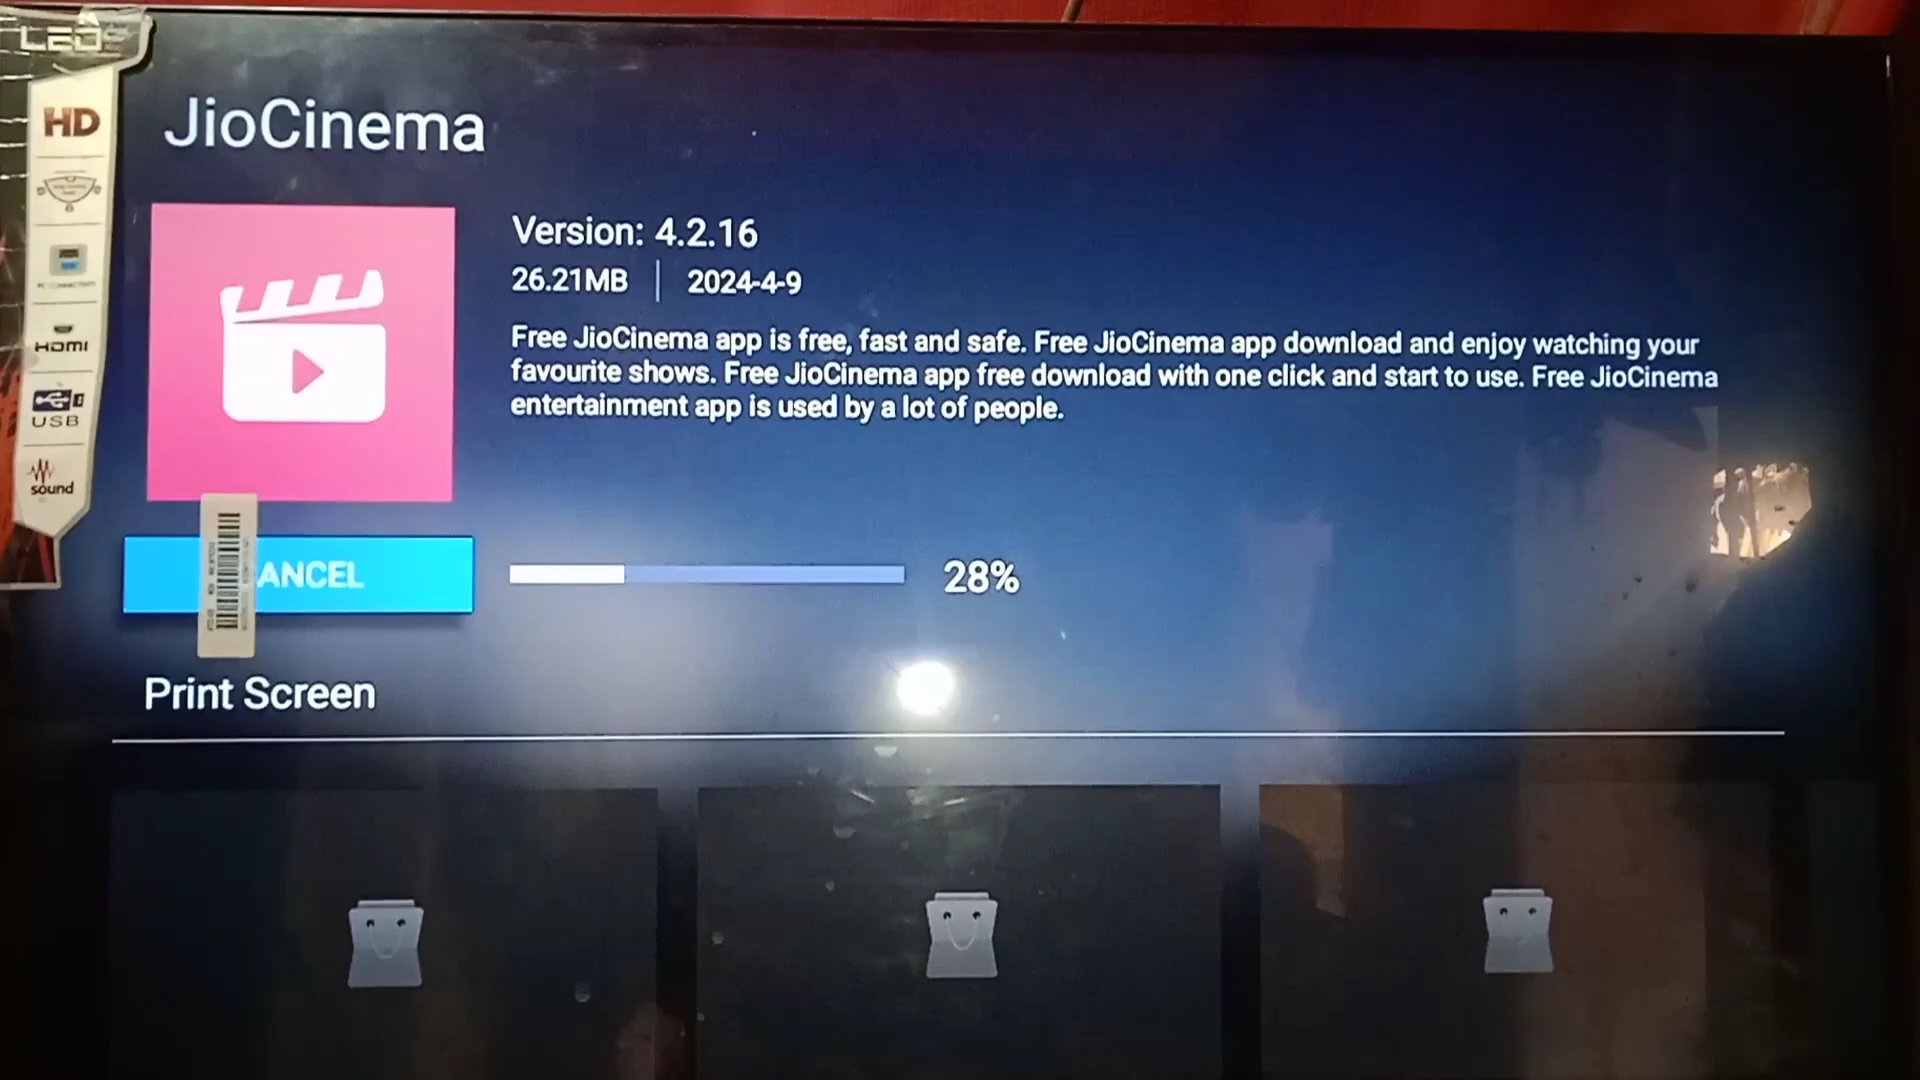 LED
HD
JioCinema
Version: 4.2.16
26.21MB | 2024-4-9
Free JioCinema app is free, fast and safe. Free JioCinema app download and enjoy watching your
favourite shows. Free JioCinema app free download with one click and start to use. Free JioCinema
entertainment app is used by a lot of people.
PC CONNECTIVITY
HDMI
USB
sound
ANCEL
28%
Print Screen